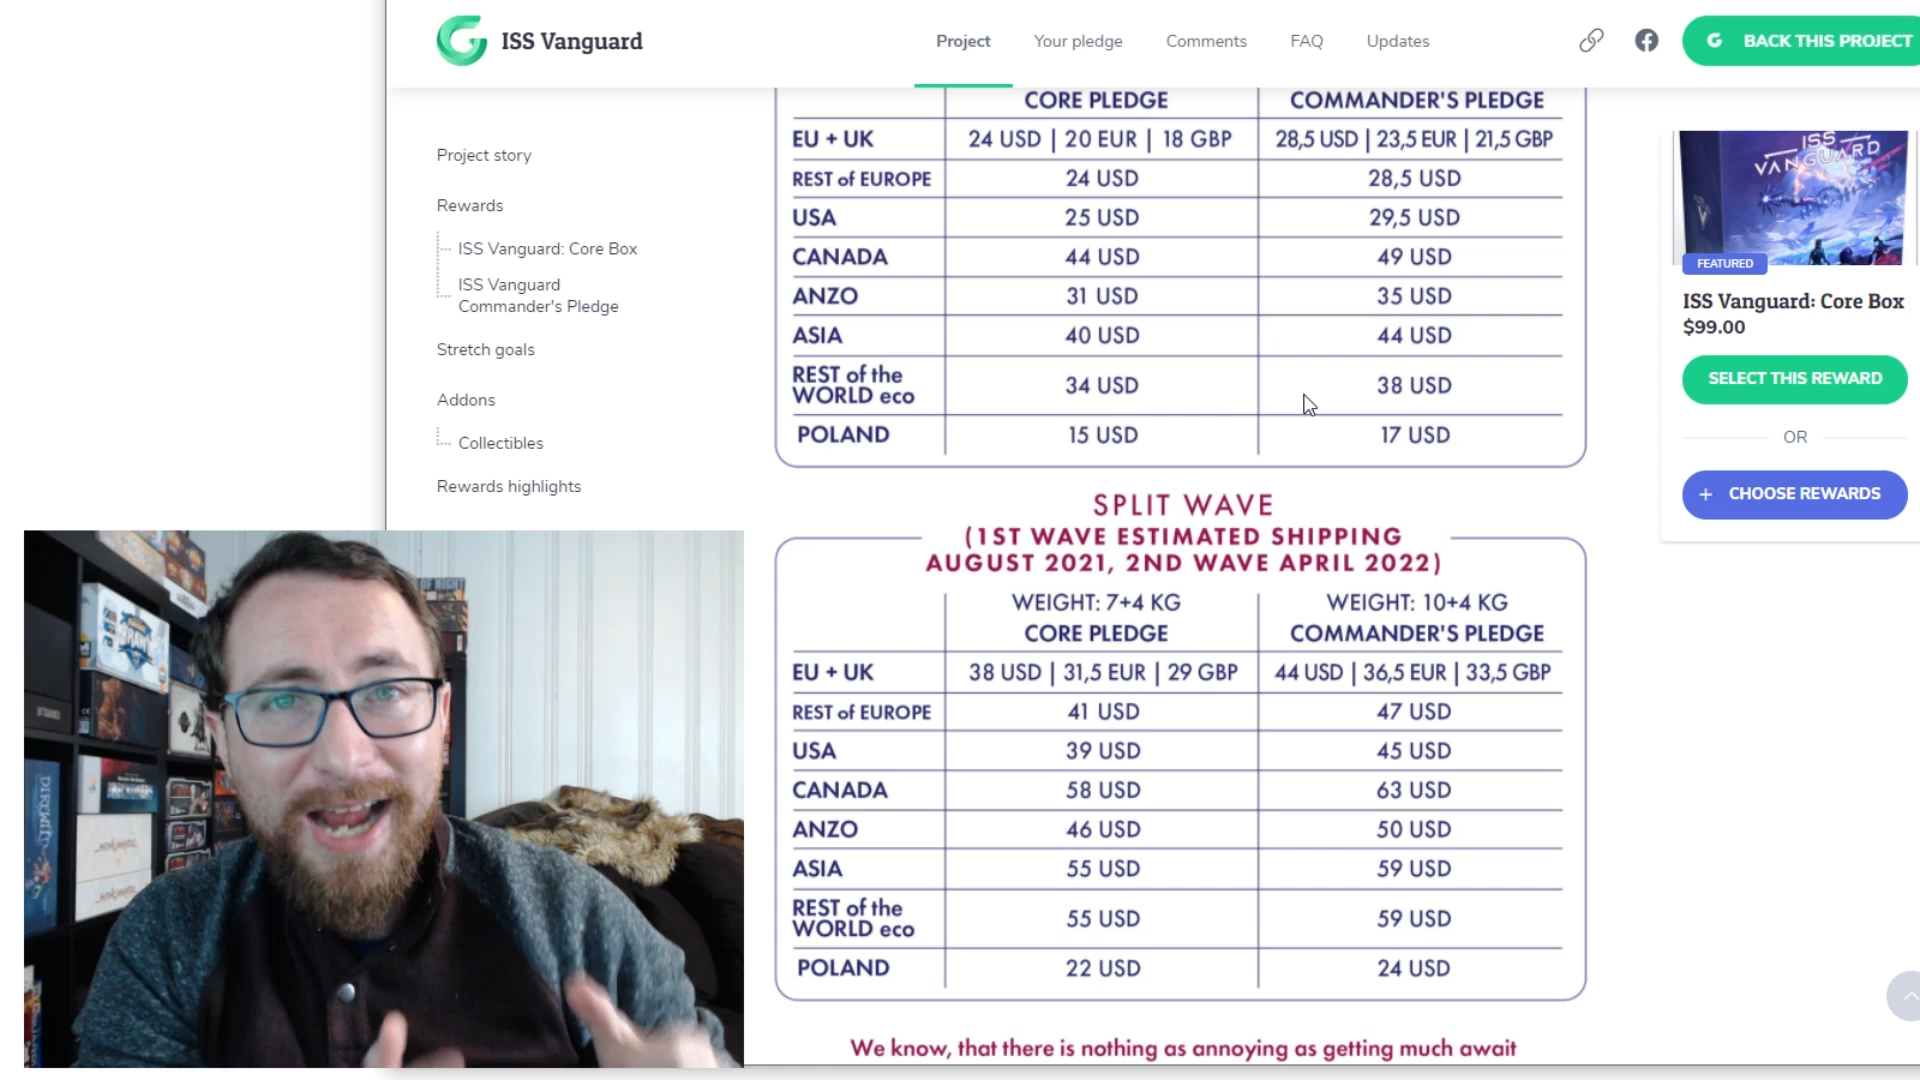 ISS Vanguard
Project
Your pledge
Comments
FAQ
Updates
BACK THIS PROJECT
Project story
Rewards
ISS Vanguard: Core Box
ISS Vanguard
Commander's Pledge
Stretch goals
Addons
Collectibles
Rewards highlights
CORE PLEDGE COMMANDER'S PLEDGE
EU + UK 24 USD | 20 EUR | 18 GBP 28,5 USD | 23,5 EUR | 21,5 GBP
REST of EUROPE 24 USD 28,5 USD
USA 25 USD 29,5 USD
CANADA 44 USD 49 USD
ANZO 31 USD 35 USD
ASIA 40 USD 44 USD
REST of the
WORLD eco 34 USD 38 USD
POLAND 15 USD 17 USD
SPLIT WAVE
(1ST WAVE ESTIMATED SHIPPING
AUGUST 2021, 2ND WAVE APRIL 2022)
WEIGHT: 7+4 KG WEIGHT: 10+4 KG
CORE PLEDGE COMMANDER'S PLEDGE
EU + UK 38 USD | 31,5 EUR | 29 GBP 44 USD | 36,5 EUR | 33,5 GBP
REST of EUROPE 41 USD 47 USD
USA 39 USD 45 USD
CANADA 58 USD 63 USD
ANZO 46 USD 50 USD
ASIA 55 USD 59 USD
REST of the
WORLD eco 55 USD 59 USD
POLAND 22 USD 24 USD
We know, that there is nothing as annoying as getting much await
ISS
VANGUARD
FEATURED
ISS Vanguard: Core Box
$99.00
SELECT THIS REWARD
OR
+ CHOOSE REWARDS
OF NIGHT
BRAWL